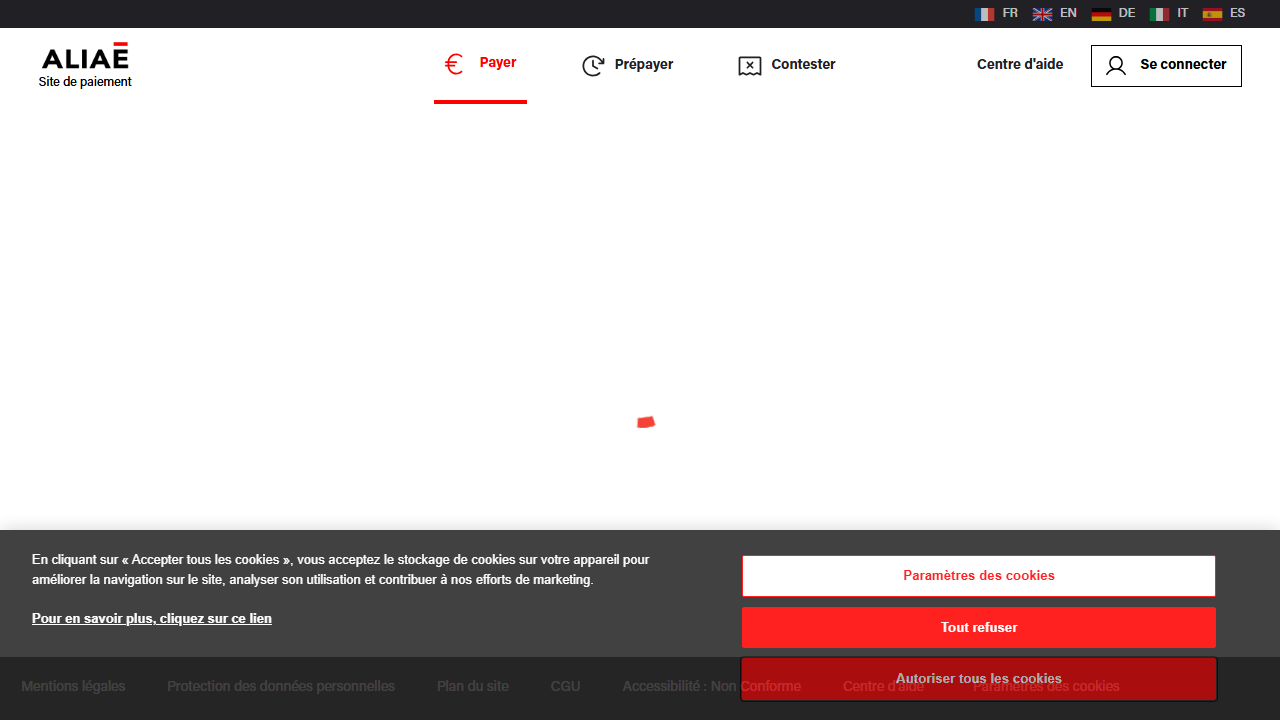 FR EN DE IT ES
ALIAE
Site de paiement
Payer
Prépayer
Contester
Centre d'aide
Se connecter
En cliquant sur « Accepter tous les cookies », vous acceptez le stockage de cookies sur votre appareil pour
améliorer la navigation sur le site, analyser son utilisation et contribuer à nos efforts de marketing.
Pour en savoir plus, cliquez sur ce lien
Paramètres des cookies
Tout refuser
Autoriser tous les cookies
Mentions légales
Protection des données personnelles
Plan du site
CGU
Accessibilité : Non Conforme
Centre d'aide
Paramètres des cookies